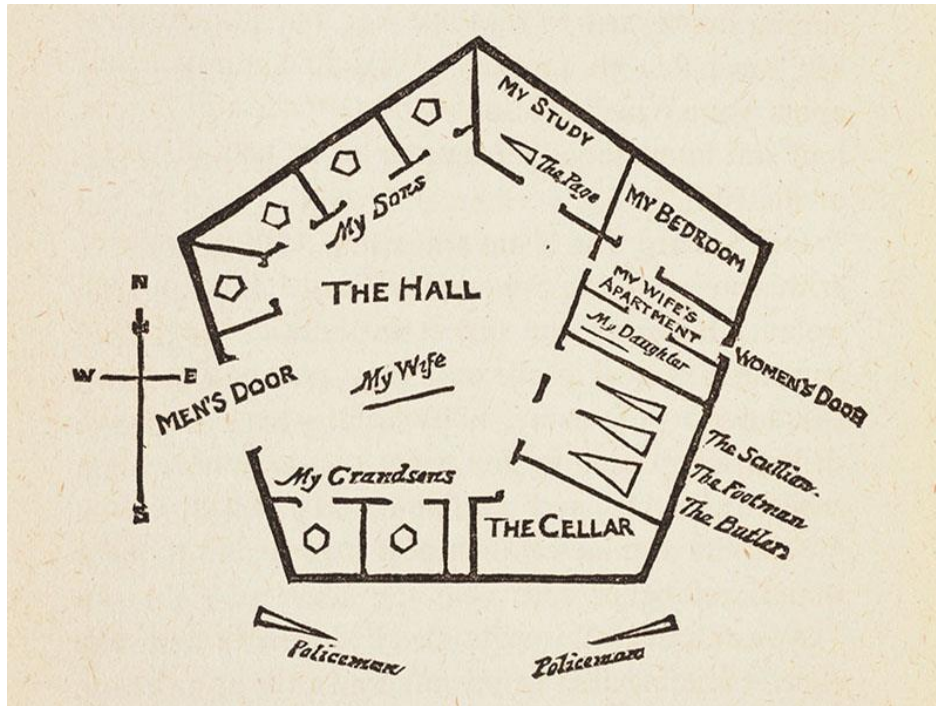 MY STUDY
The Page
MY BEDROOM
My Sons
THE HALL
MY WIFE'S
APARTMENT
My Daughter
N
W E
S
MEN'S DOOR
WOMEN'S DOOR
My Wife
My Grandsons
THE CELLAR
The Scullion.
The Footman
The Butler
Policeman
Policeman